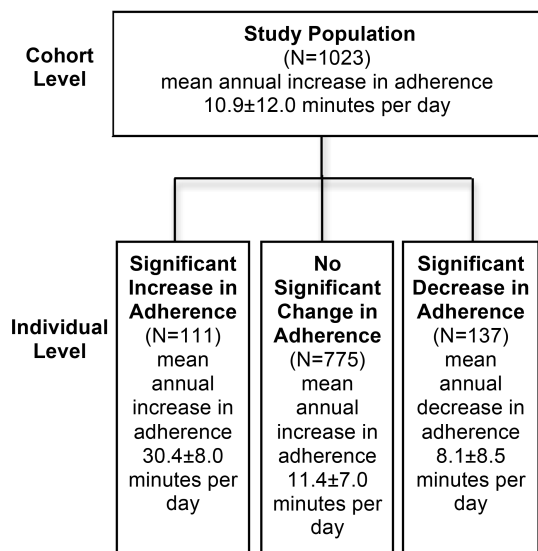 Cohort
Level
Study Population
(N=1023)
mean annual increase in adherence
10.9±12.0 minutes per day
Individual
Level
Significant
Increase in
Adherence
(N=111)
mean
annual
increase in
adherence
30.4±8.0
minutes per
day
No
Significant
Change in
Adherence
(N=775)
mean
annual
increase in
adherence
11.4±7.0
minutes per
day
Significant
Decrease in
Adherence
(N=137)
mean
annual
decrease in
adherence
8.1±8.5
minutes per
day